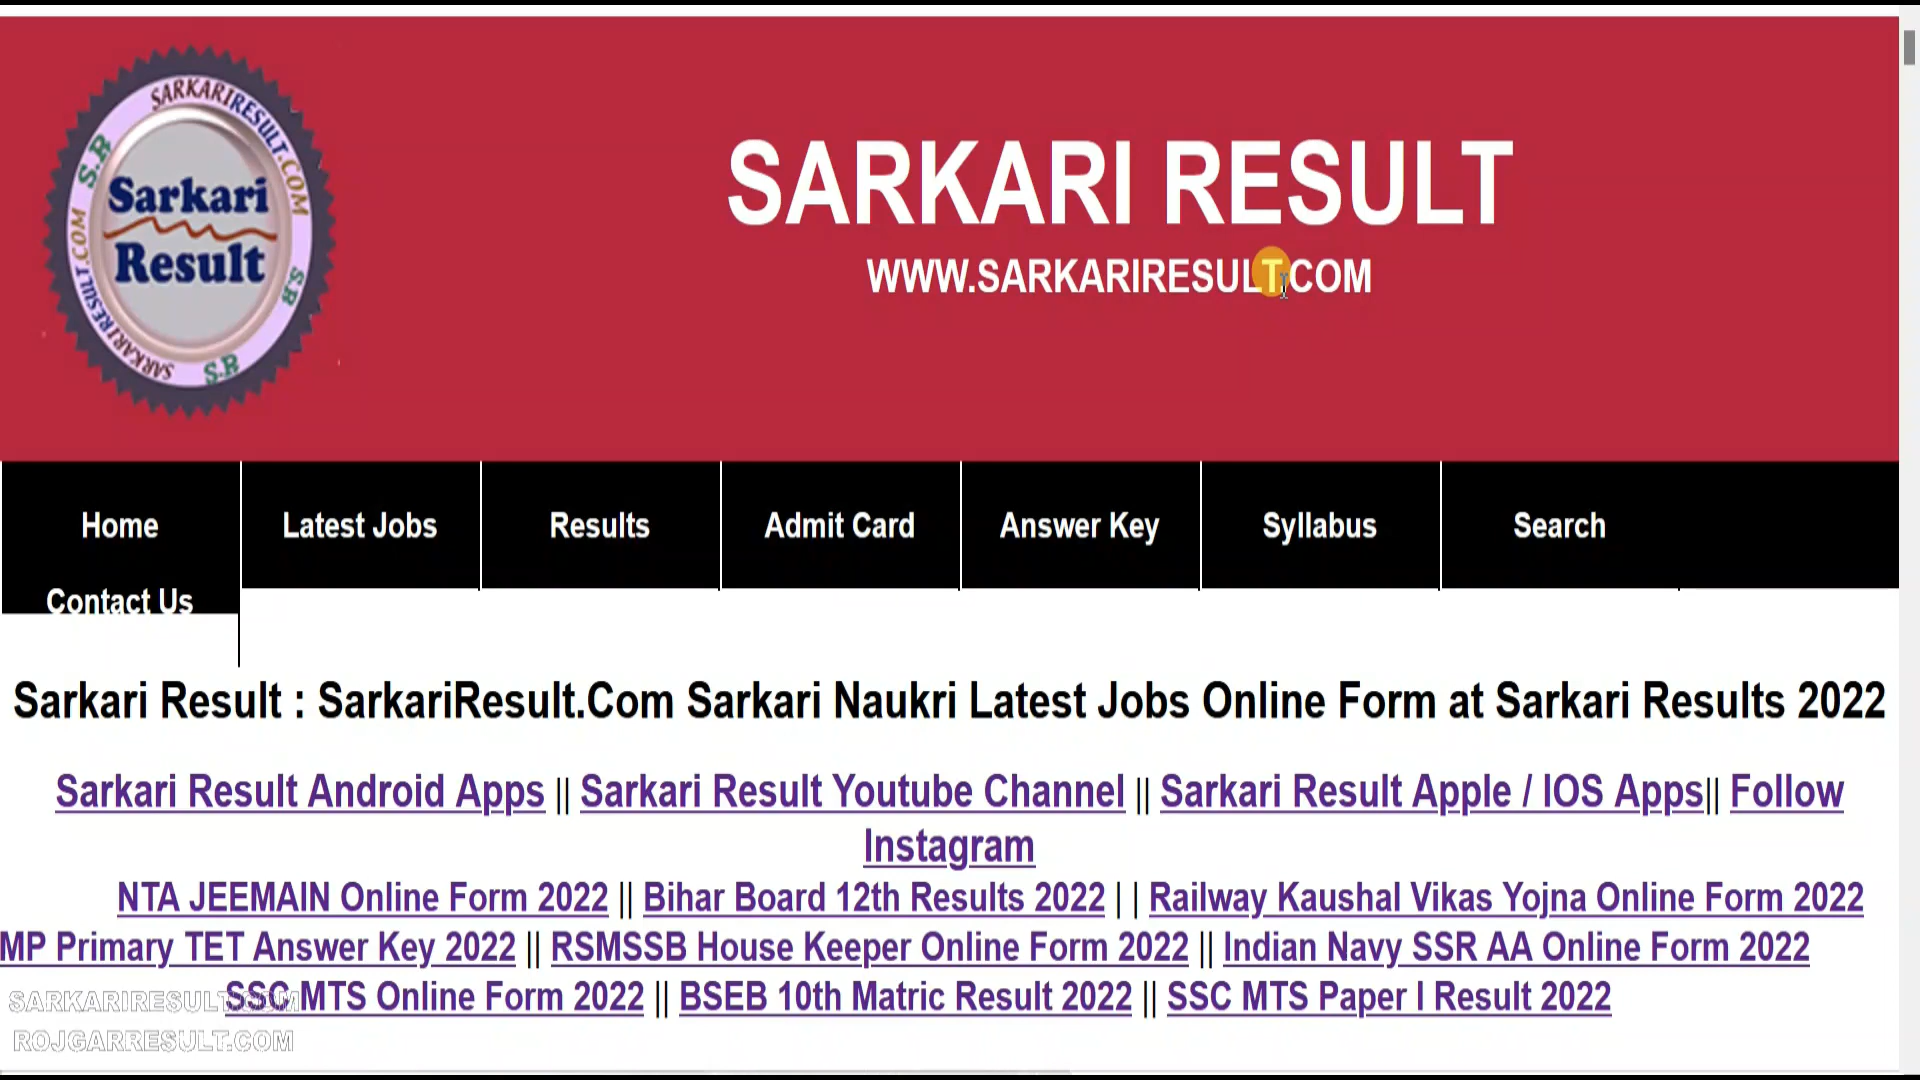 SARKARIRESULT.COM
S.R
Sarkari
Result
S.R
SARKARIRESULT.COM
S.R
SARKARI RESULT
WWW.SARKARIRESULT.COM
Home Latest Jobs Results Admit Card Answer Key Syllabus Search
Contact Us
Sarkari Result : SarkariResult.Com Sarkari Naukri Latest Jobs Online Form at Sarkari Results 2022
Sarkari Result Android Apps || Sarkari Result Youtube Channel || Sarkari Result Apple / IOS Apps|| Follow
Instagram
NTA JEEMAIN Online Form 2022 || Bihar Board 12th Results 2022 | | Railway Kaushal Vikas Yojna Online Form 2022
MP Primary TET Answer Key 2022 || RSMSSB House Keeper Online Form 2022 || Indian Navy SSR AA Online Form 2022
SSC MTS Online Form 2022 || BSEB 10th Matric Result 2022 || SSC MTS Paper I Result 2022
SARKARIRESULT.COM
ROJGARRESULT.COM